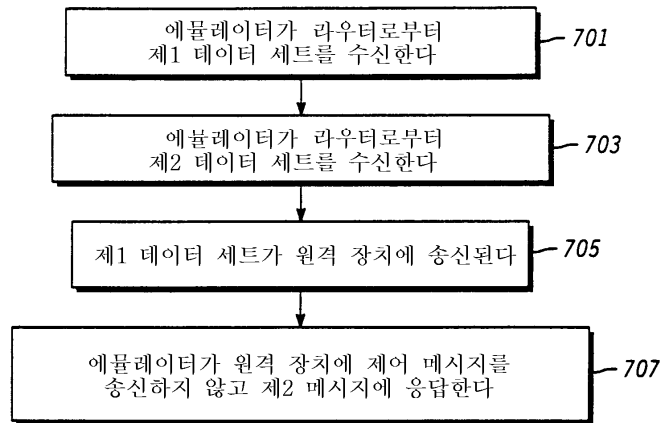 에뮬레이터가 라우터로부터
제1 데이터 세트를 수신한다
701
에뮬레이터가 라우터로부터
제2 데이터 세트를 수신한다
703
제1 데이터 세트가 원격 장치에 송신된다
705
에뮬레이터가 원격 장치에 제어 메시지를
송신하지 않고 제2 메시지에 응답한다
707